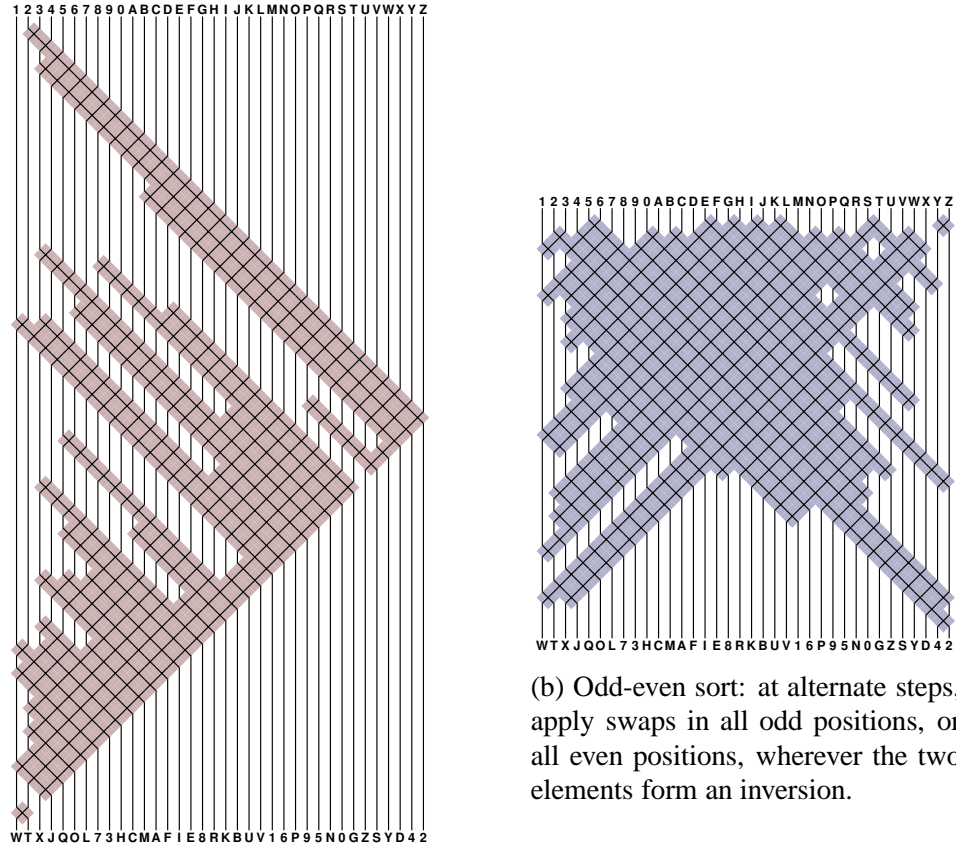 1 2 3 4 5 6 7 8 9 0 A B C D E F G H I J K L M N O P Q R S T U V W X Y Z
W T X J Q O L 7 3 H C M A F I E 8 R K B U V 1 6 P 9 5 N 0 G Z S Y D 4 2
1 2 3 4 5 6 7 8 9 0 A B C D E F G H I J K L M N O P Q R S T U V W X Y Z
W T X J Q O L 7 3 H C M A F I E 8 R K B U V 1 6 P 9 5 N 0 G Z S Y D 4 2
(b) Odd-even sort: at alternate steps,
apply swaps in all odd positions, or
all even positions, wherever the two
elements form an inversion.